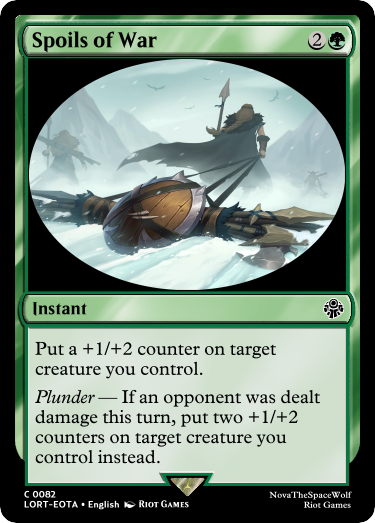 Spoils of War 2
Instant
Put a +1/+2 counter on target
creature you control.
Plunder — If an opponent was dealt
damage this turn, put two +1/+2
counters on target creature you
control instead.
C 0082 NovaTheSpaceWolf
LORT-EOTA • English Riot Games Riot Games